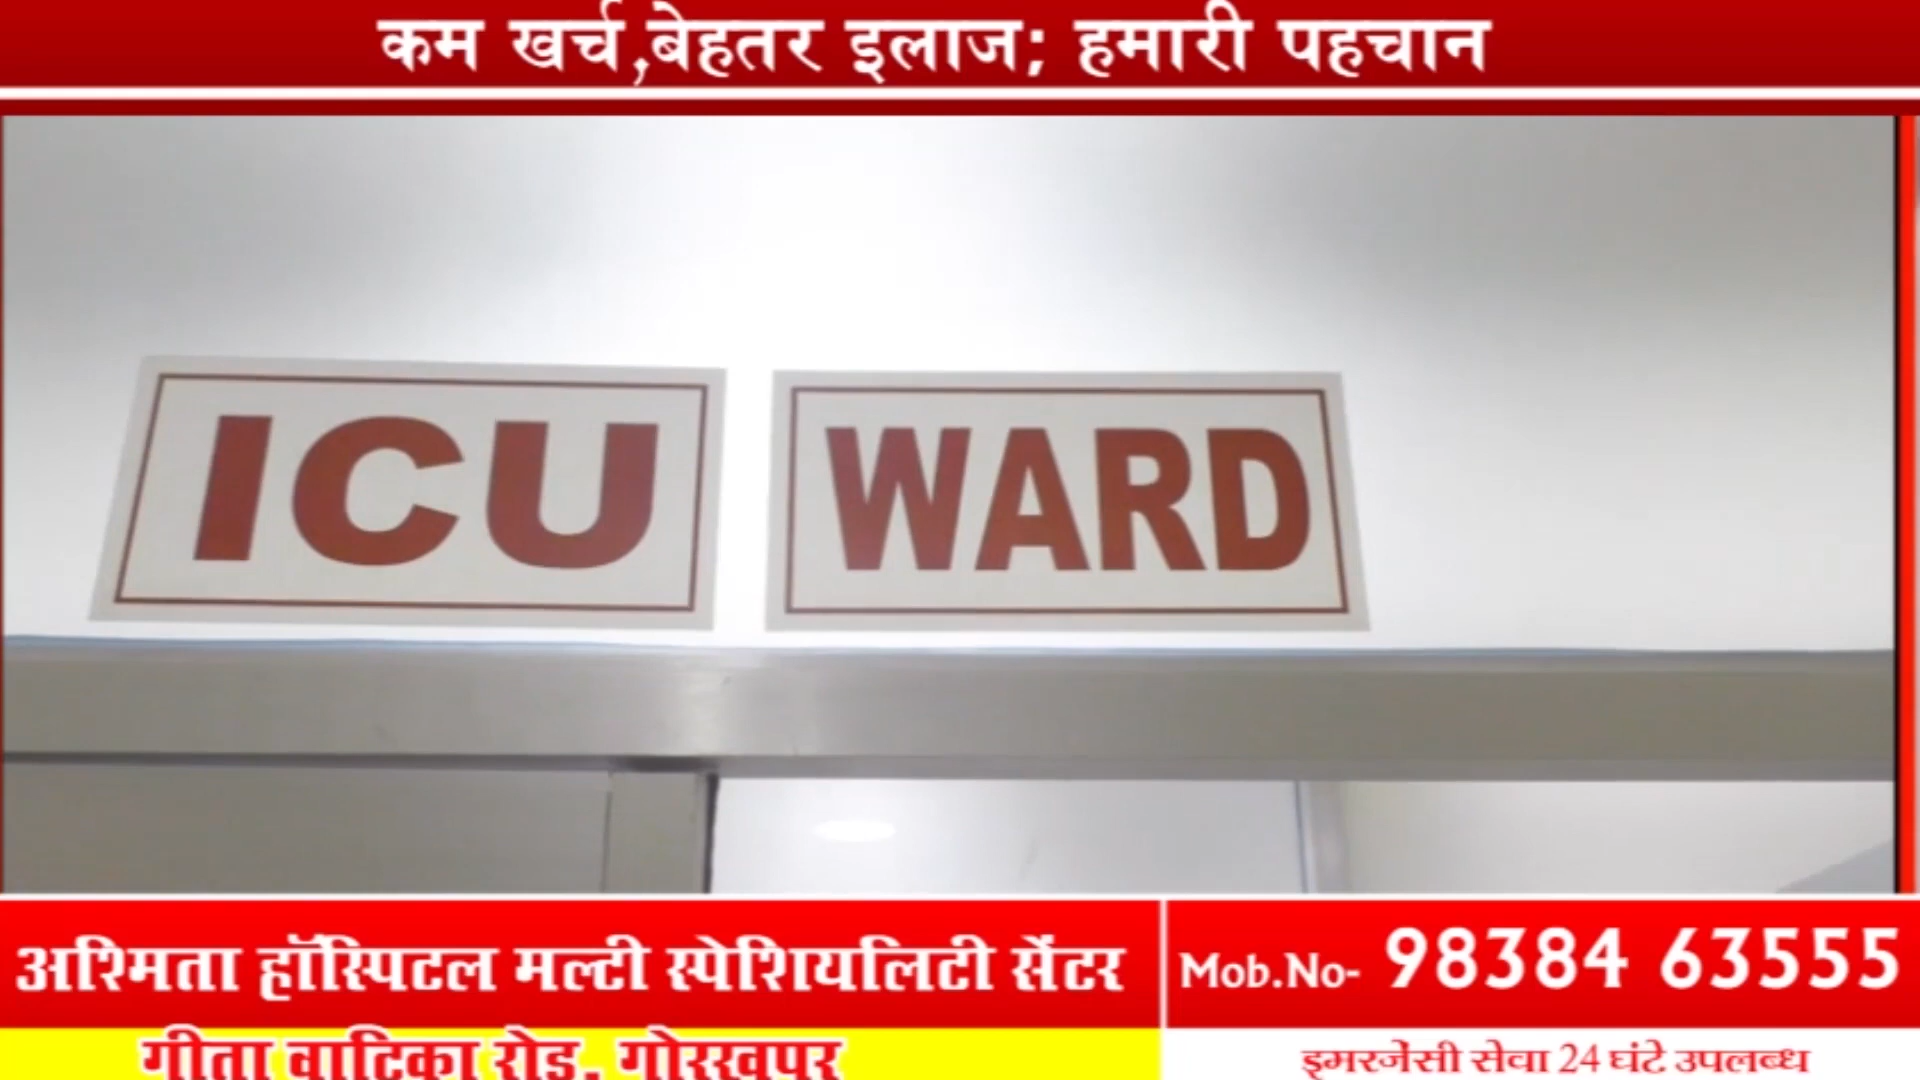 कम खर्च,बेहतर इलाज; हमारी पहचान
ICU WARD
अश्मिता हॉस्पिटल मल्टी स्पेशियलिटी सेंटर
Mob.No- 98384 63555
गीता वाटिका रोड, गोरखपुर
इमरजेंसी सेवा 24 घंटे उपलब्ध